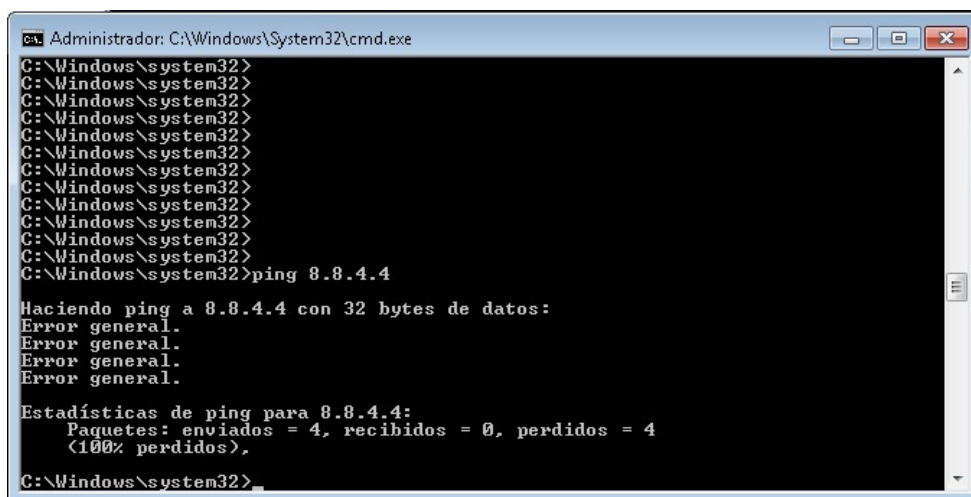 Administrador: C:\Windows\System32\cmd.exe
C:\Windows\system32>
C:\Windows\system32>
C:\Windows\system32>
C:\Windows\system32>
C:\Windows\system32>
C:\Windows\system32>
C:\Windows\system32>
C:\Windows\system32>
C:\Windows\system32>
C:\Windows\system32>
C:\Windows\system32>
C:\Windows\system32>ping 8.8.4.4
Haciendo ping a 8.8.4.4 con 32 bytes de datos:
Error general.
Error general.
Error general.
Error general.
Estadísticas de ping para 8.8.4.4:
Paquetes: enviados = 4, recibidos = 0, perdidos = 4
(100% perdidos),
C:\Windows\system32>_